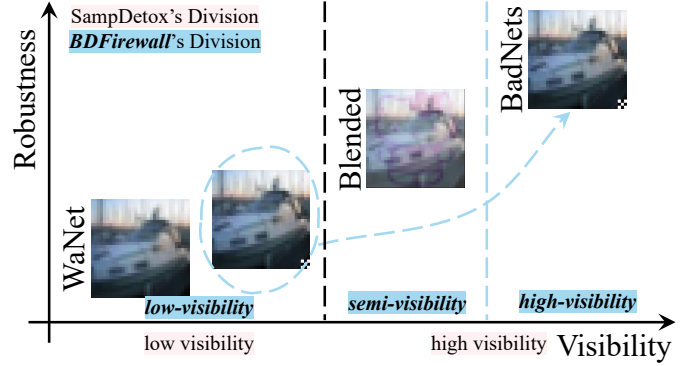 SampDetox's Division
BDFirewall's Division
Robustness
WaNet
Blended
BadNets
low-visibility
semi-visibility
high-visibility
low visibility
high visibility
Visibility